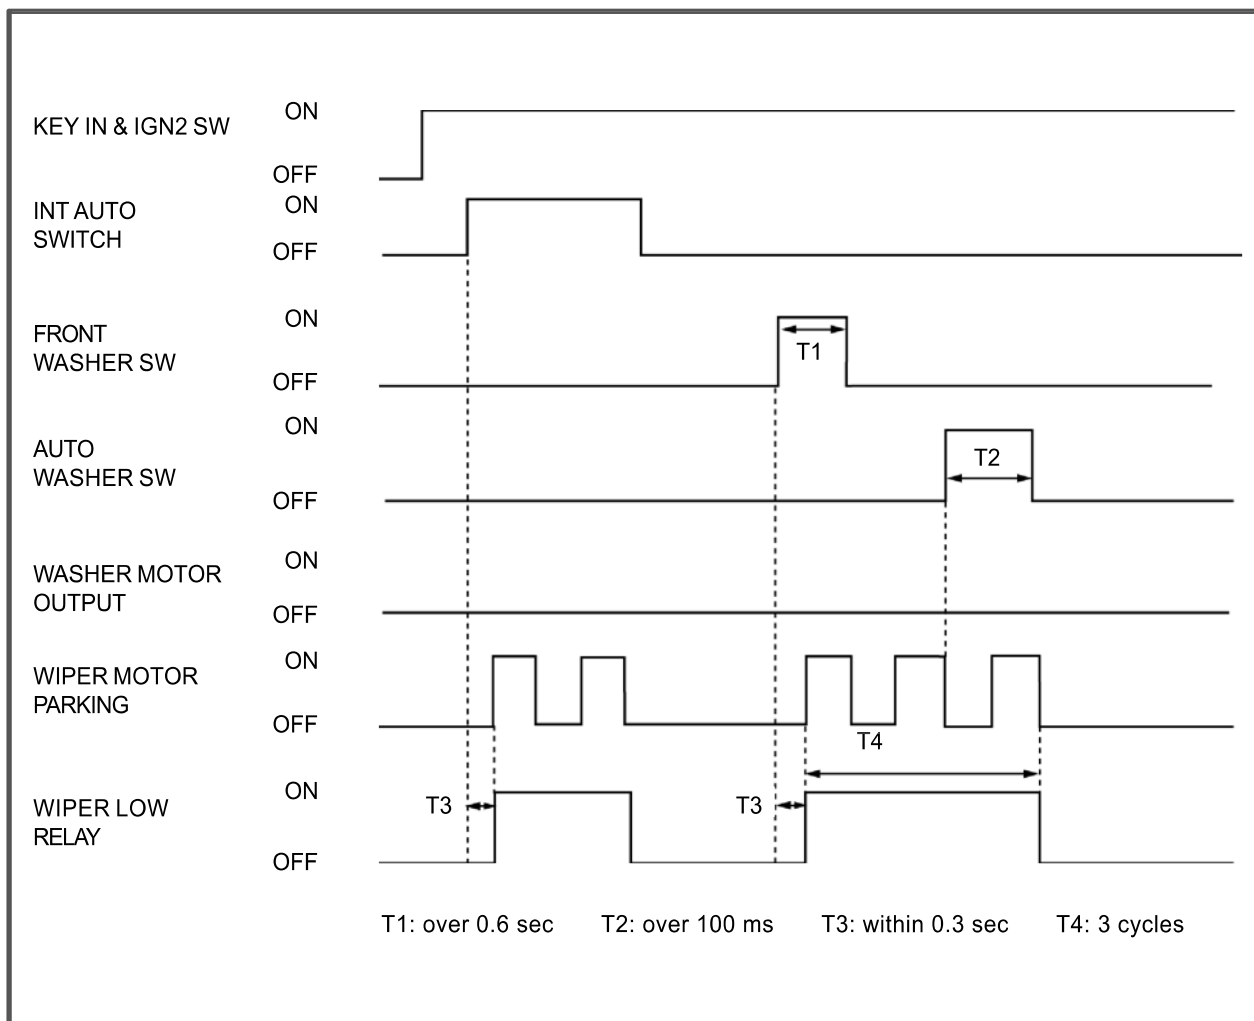 KEY IN & IGN2 SW
ON
OFF
INT AUTO
SWITCH
ON
OFF
FRONT
WASHER SW
ON
OFF
T1
AUTO
WASHER SW
ON
OFF
T2
WASHER MOTOR
OUTPUT
ON
OFF
WIPER MOTOR
PARKING
ON
OFF
T4
WIPER LOW
RELAY
ON
OFF
T3
T3
T1: over 0.6 sec T2: over 100 ms T3: within 0.3 sec T4: 3 cycles